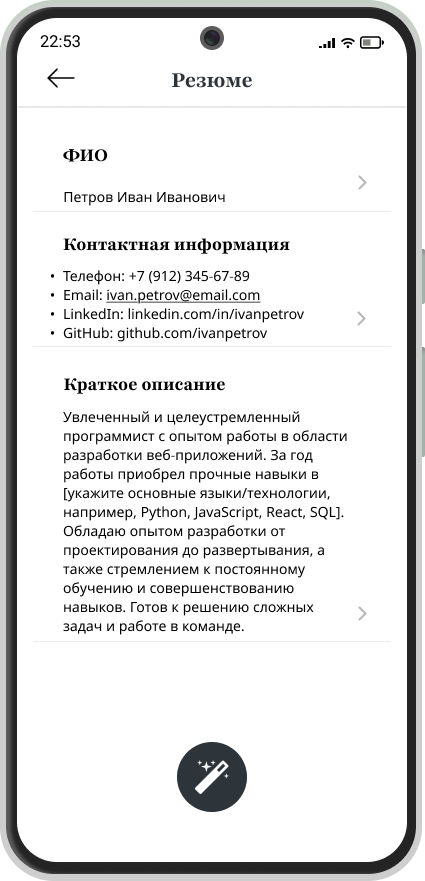 22:53
Резюме
ФИО
Петров Иван Иванович
Контактная информация
• Телефон: +7 (912) 345-67-89
• Email: ivan.petrov@email.com
• LinkedIn: linkedin.com/in/ivanpetrov
• GitHub: github.com/ivanpetrov
Краткое описание
Увлеченный и целеустремленный
программист с опытом работы в области
разработки веб-приложений. За год
работы приобрел прочные навыки в
[укажите основные языки/технологии,
например, Python, JavaScript, React, SQL].
Обладаю опытом разработки от
проектирования до развертывания, а
также стремлением к постоянному
обучению и совершенствованию
навыков. Готов к решению сложных
задач и работе в команде.